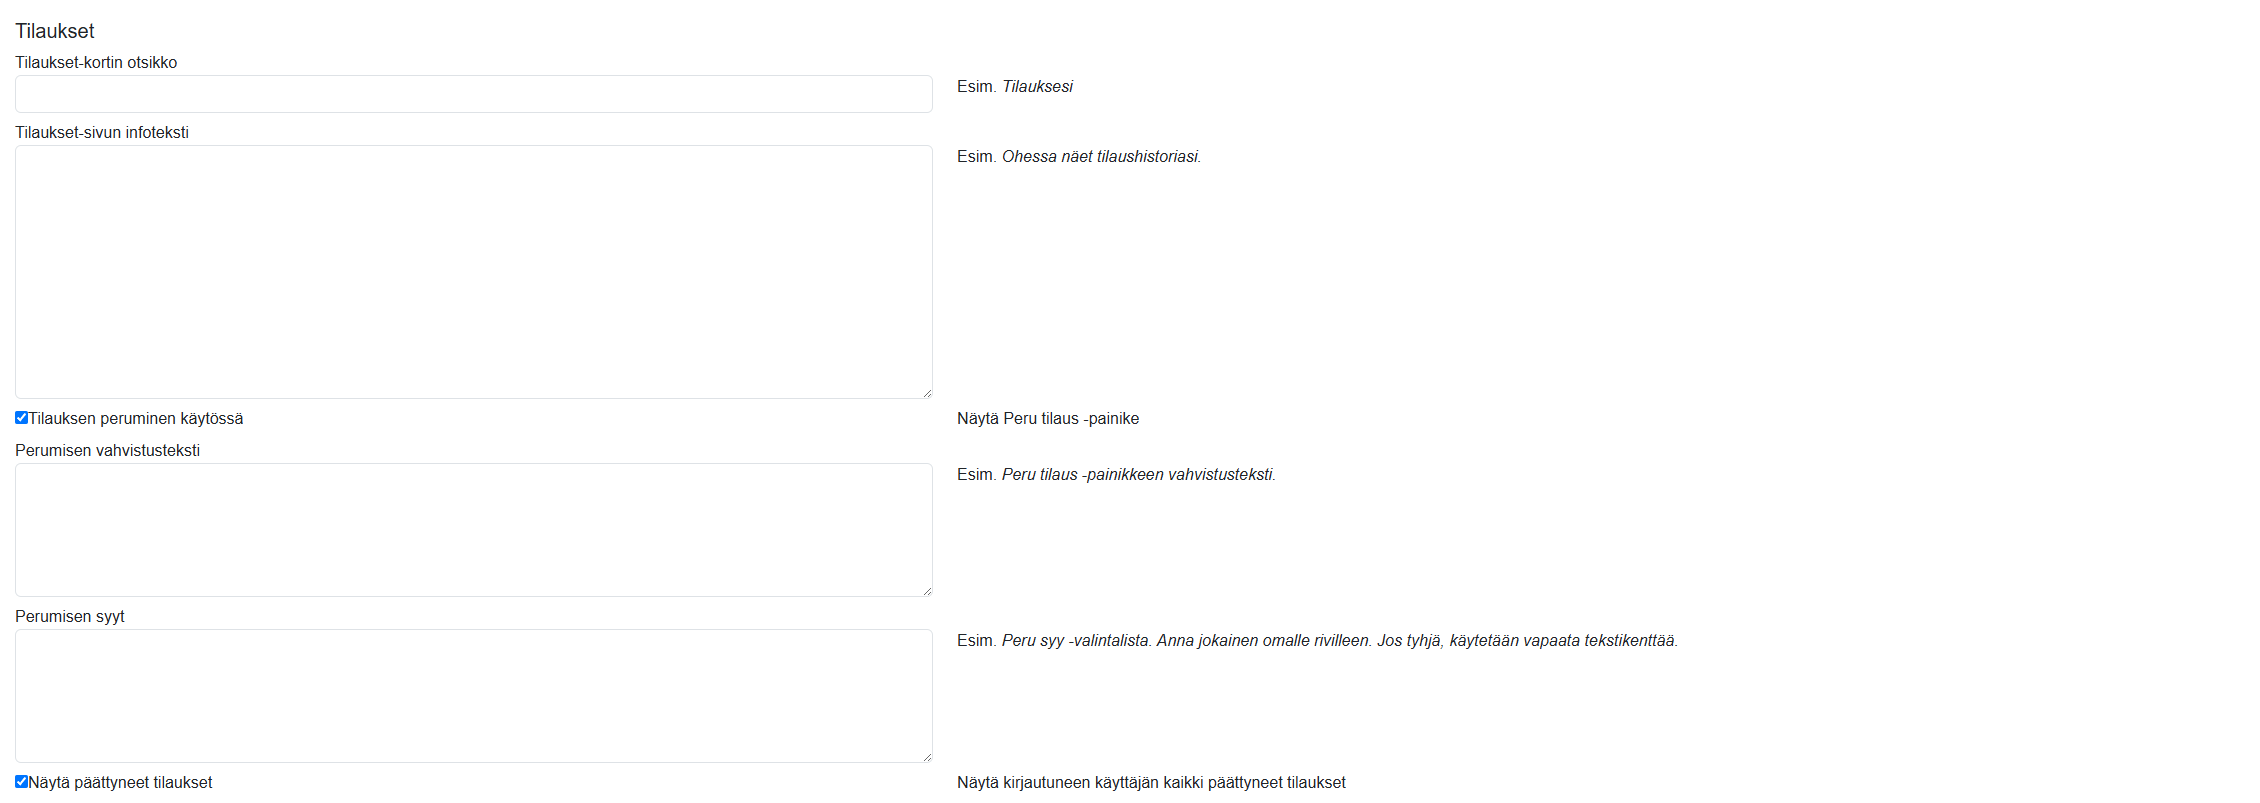 Tilaukset
Tilaukset-kortin otsikko
Esim. Tilauksesi
Tilaukset-sivun infoteksti
Esim. Ohessa näet tilaushistoriasi.
Tilauksen peruminen käytössä
Näytä Peru tilaus -painike
Perumisen vahvistusteksti
Esim. Peru tilaus -painikkeen vahvistusteksti.
Perumisen syyt
Esim. Peru syy -valintalista. Anna jokainen omalle rivilleen. Jos tyhjä, käytetään vapaata tekstikenttää.
Näytä päättyneet tilaukset
Näytä kirjautuneen käyttäjän kaikki päättyneet tilaukset